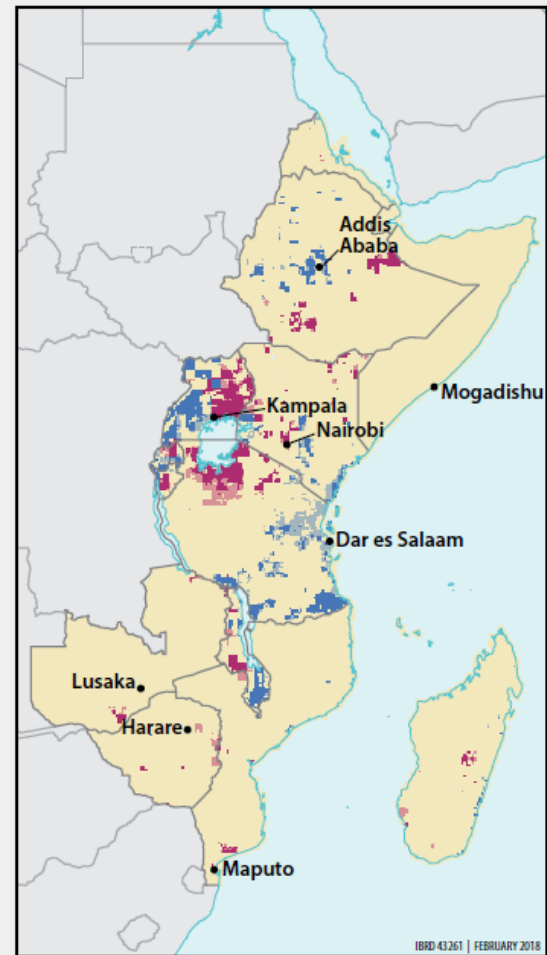 Addis
Ababa
Mogadishu
Kampala
Nairobi
Dar es Salaam
Lusaka
Harare
Maputo
IBRD 43261 | FEBRUARY 2018